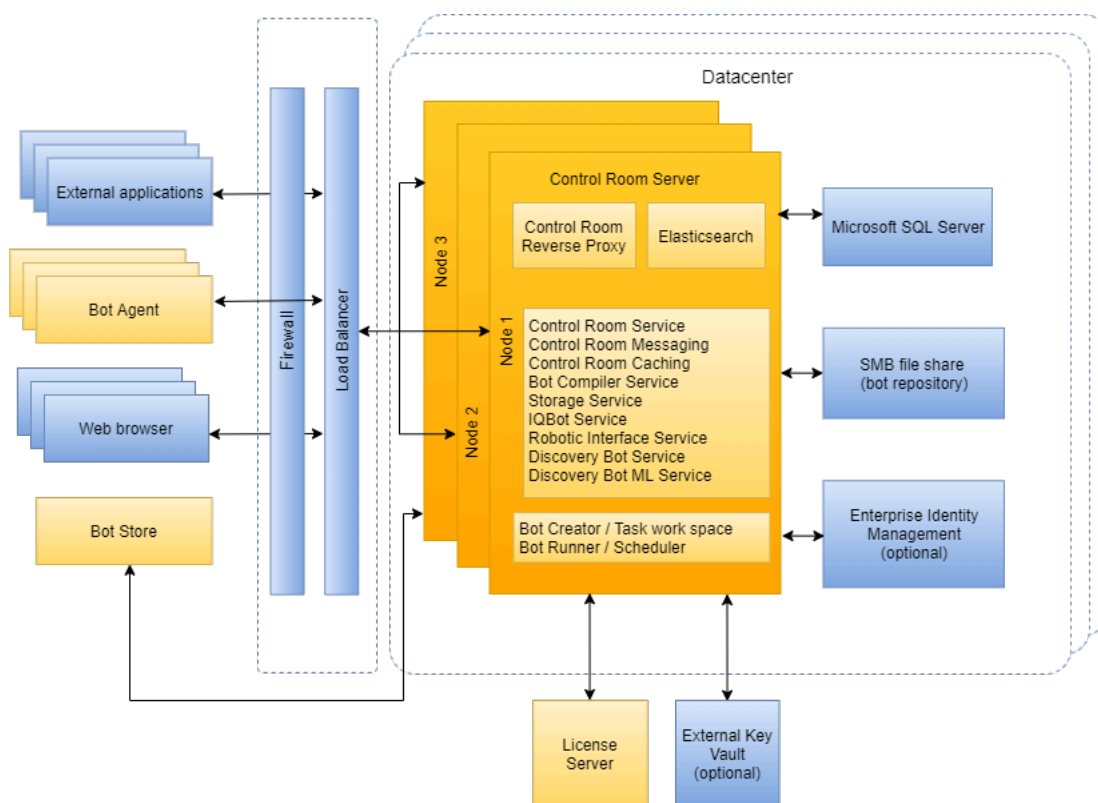 Datacenter
External applications
Bot Agent
Web browser
Bot Store
Firewall
Load Balancer
Node 3
Node 2
Node 1
Control Room Server
Control Room
Reverse Proxy
Elasticsearch
Control Room Service
Control Room Messaging
Control Room Caching
Bot Compiler Service
Storage Service
IQBot Service
Robotic Interface Service
Discovery Bot Service
Discovery Bot ML Service
Bot Creator / Task work space
Bot Runner / Scheduler
Microsoft SQL Server
SMB file share
(bot repository)
Enterprise Identity
Management
(optional)
License
Server
External Key
Vault
(optional)